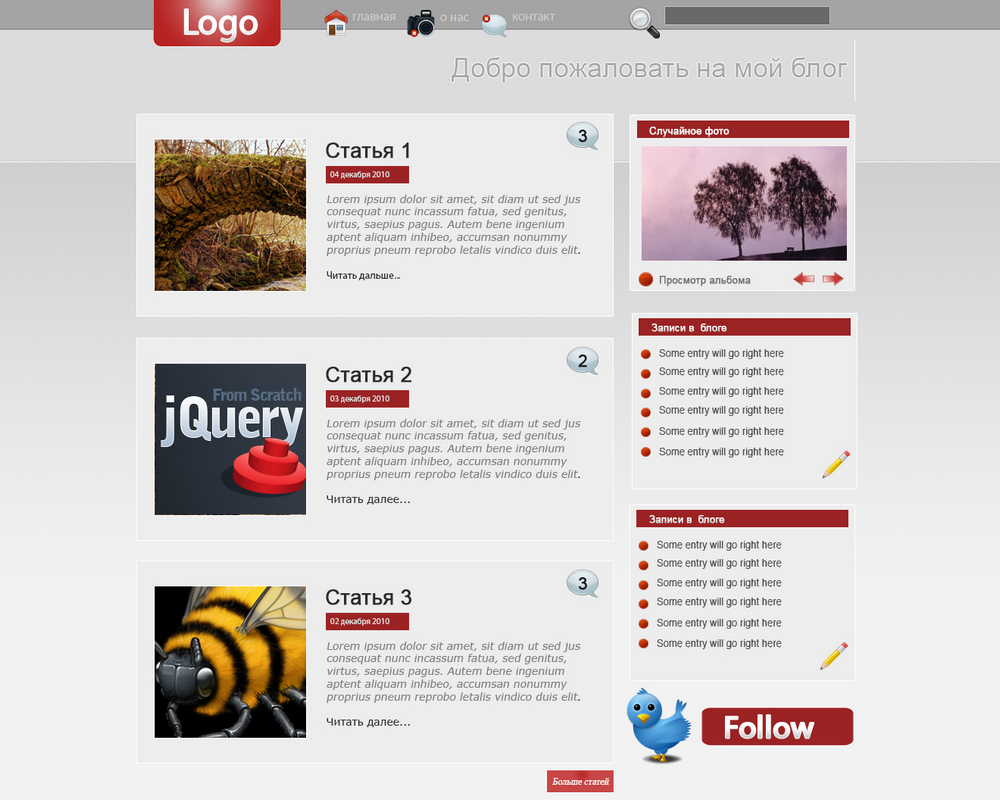 Logo
главная
о нас
контакт
Добро пожаловать на мой блог
3
Статья 1
04 декабря 2010
Lorem ipsum dolor sit amet, sit diam ut sed jus
consequat nunc incassum fatua, sed genitus,
virtus, saepius pagus. Autem bene ingenium
aptent aliquam inhibeo, accumsan nonummy
proprius pneum reprobo letalis vindico duis elit.
Читать дальше...
2
From Scratch
jQuery
Статья 2
03 декабря 2010
Lorem ipsum dolor sit amet, sit diam ut sed jus
consequat nunc incassum fatua, sed genitus,
virtus, saepius pagus. Autem bene ingenium
aptent aliquam inhibeo, accumsan nonummy
proprius pneum reprobo letalis vindico duis elit.
Читать далее...
3
Статья 3
02 декабря 2010
Lorem ipsum dolor sit amet, sit diam ut sed jus
consequat nunc incassum fatua, sed genitus,
virtus, saepius pagus. Autem bene ingenium
aptent aliquam inhibeo, accumsan nonummy
proprius pneum reprobo letalis vindico duis elit.
Читать далее...
Больше статей
Случайное фото
Просмотр альбома
Записи в блоге
Some entry will go right here
Some entry will go right here
Some entry will go right here
Some entry will go right here
Some entry will go right here
Some entry will go right here
Записи в блоге
Some entry will go right here
Some entry will go right here
Some entry will go right here
Some entry will go right here
Some entry will go right here
Some entry will go right here
Follow